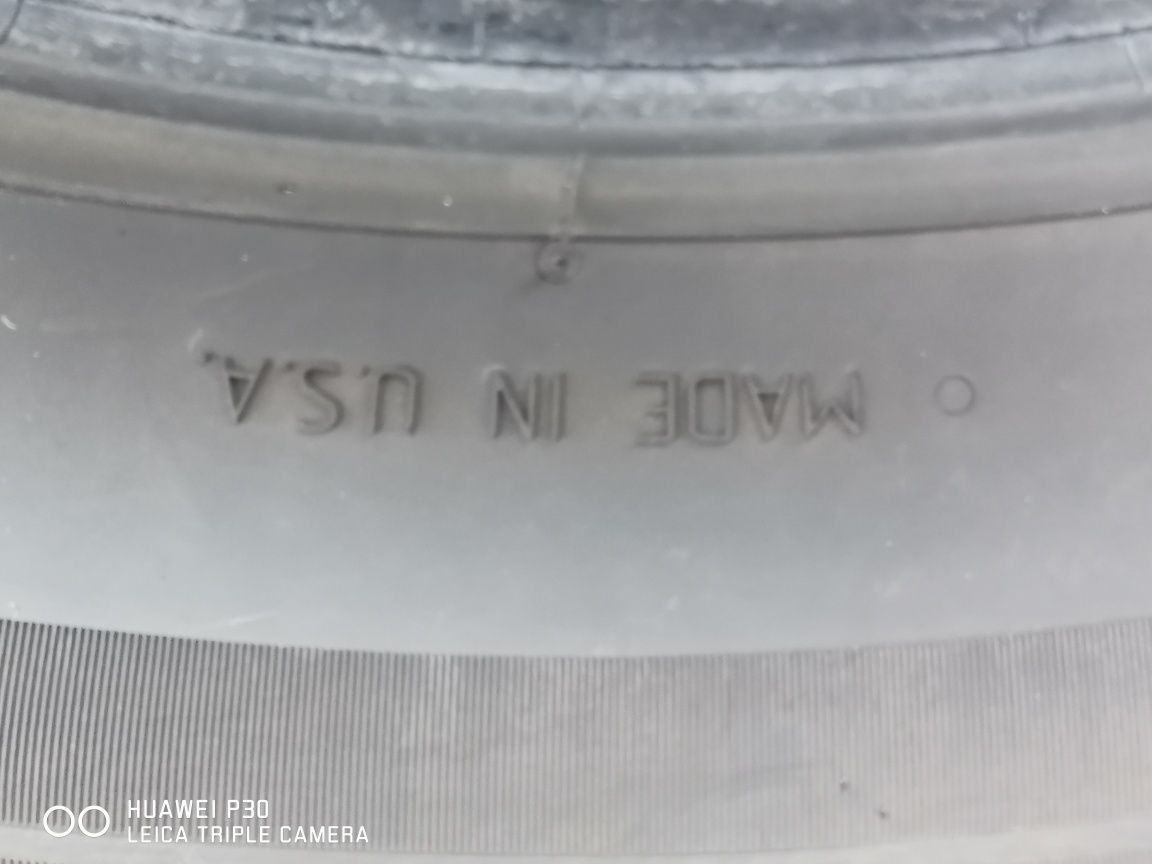 MADE IN U.S.A.
HUAWEI P30
LEICA TRIPLE CAMERA